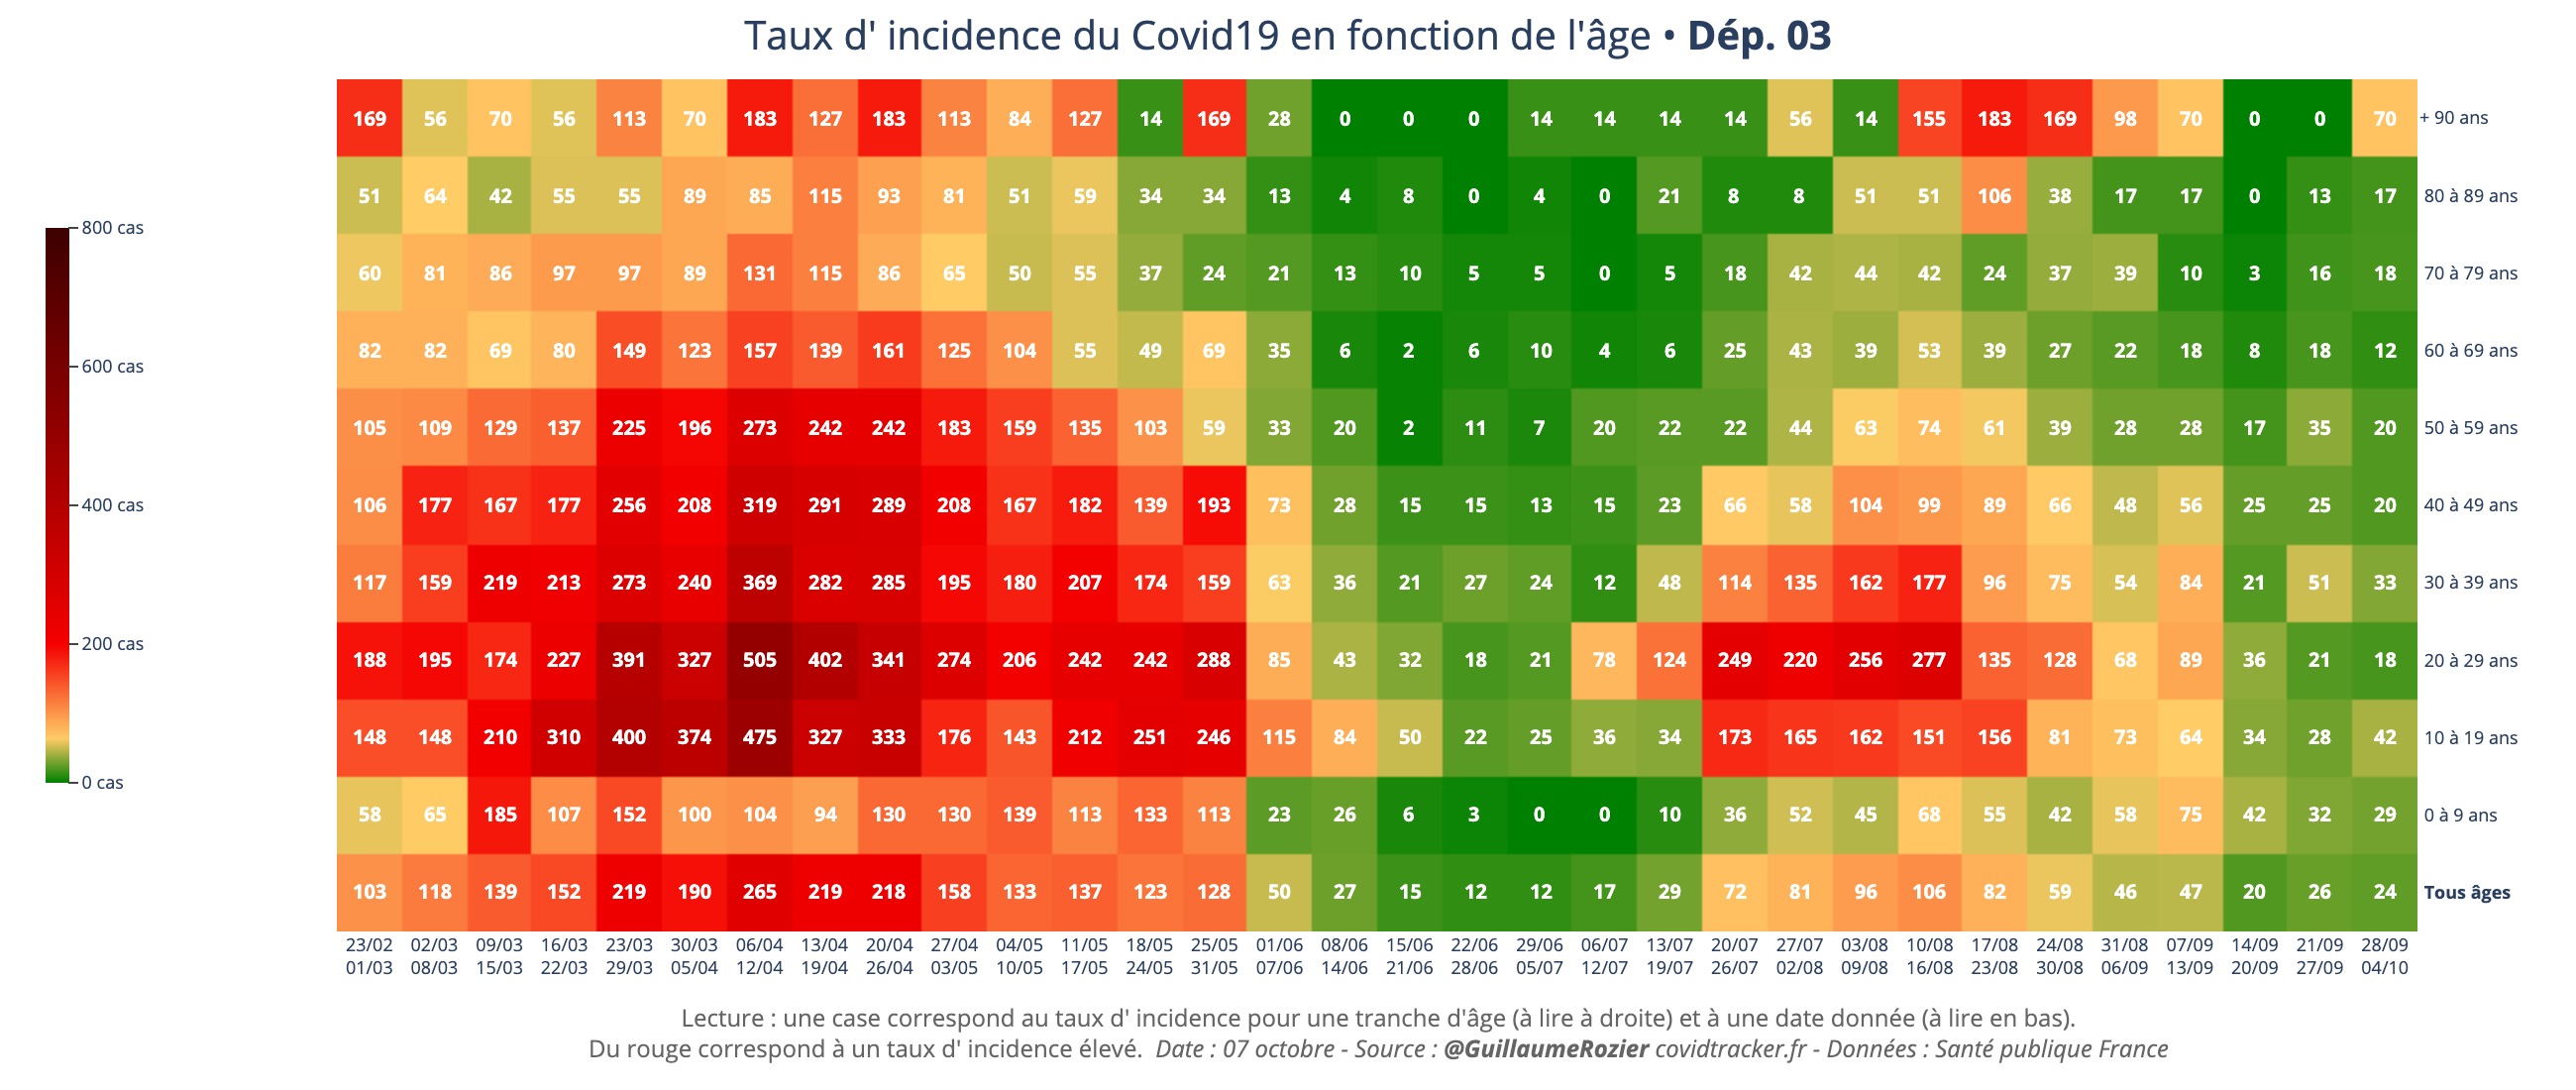 Taux d' incidence du Covid19 en fonction de l'âge • Dép. 03
800 cas
600 cas
400 cas
200 cas
0 cas
169 56 70 56 113 70 183 127 183 113 84 127 14 169 28 0 0 0 14 14 14 14 56 14 155 183 169 98 70 0 0 70 + 90 ans
51 64 42 55 55 89 85 115 93 81 51 59 34 34 13 4 8 0 4 0 21 8 8 51 51 106 38 17 17 0 13 17 80 à 89 ans
60 81 86 97 97 89 131 115 86 65 50 55 37 24 21 13 10 5 5 0 5 18 42 44 42 24 37 39 10 3 16 18 70 à 79 ans
82 82 69 80 149 123 157 139 161 125 104 55 49 69 35 6 2 6 10 4 6 25 43 39 53 39 27 22 18 8 18 12 60 à 69 ans
105 109 129 137 225 196 273 242 242 183 159 135 103 59 33 20 2 11 7 20 22 22 44 63 74 61 39 28 28 17 35 20 50 à 59 ans
106 177 167 177 256 208 319 291 289 208 167 182 139 193 73 28 15 15 13 15 23 66 58 104 99 89 66 48 56 25 25 20 40 à 49 ans
117 159 219 213 273 240 369 282 285 195 180 207 174 159 63 36 21 27 24 12 48 114 135 162 177 96 75 54 84 21 51 33 30 à 39 ans
188 195 174 227 391 327 505 402 341 274 206 242 242 288 85 43 32 18 21 78 124 249 220 256 277 135 128 68 89 36 21 18 20 à 29 ans
148 148 210 310 400 374 475 327 333 176 143 212 251 246 115 84 50 22 25 36 34 173 165 162 151 156 81 73 64 34 28 42 10 à 19 ans
58 65 185 107 152 100 104 94 130 130 139 113 133 113 23 26 6 3 0 0 10 36 52 45 68 55 42 58 75 42 32 29 0 à 9 ans
103 118 139 152 219 190 265 219 218 158 133 137 123 128 50 27 15 12 12 17 29 72 81 96 106 82 59 46 47 20 26 24 Tous âges
23/02 02/03 09/03 16/03 23/03 30/03 06/04 13/04 20/04 27/04 04/05 11/05 18/05 25/05 01/06 08/06 15/06 22/06 29/06 06/07 13/07 20/07 27/07 03/08 10/08 17/08 24/08 31/08 07/09 14/09 21/09 28/09
01/03 08/03 15/03 22/03 29/03 05/04 12/04 19/04 26/04 03/05 10/05 17/05 24/05 31/05 07/06 14/06 21/06 28/06 05/07 12/07 19/07 26/07 02/08 09/08 16/08 23/08 30/08 06/09 13/09 20/09 27/09 04/10
Lecture : une case correspond au taux d' incidence pour une tranche d'âge (à lire à droite) et à une date donnée (à lire en bas).
Du rouge correspond à un taux d' incidence élevé. Date : 07 octobre - Source : @GuillaumeRozier covidtracker.fr - Données : Santé publique France